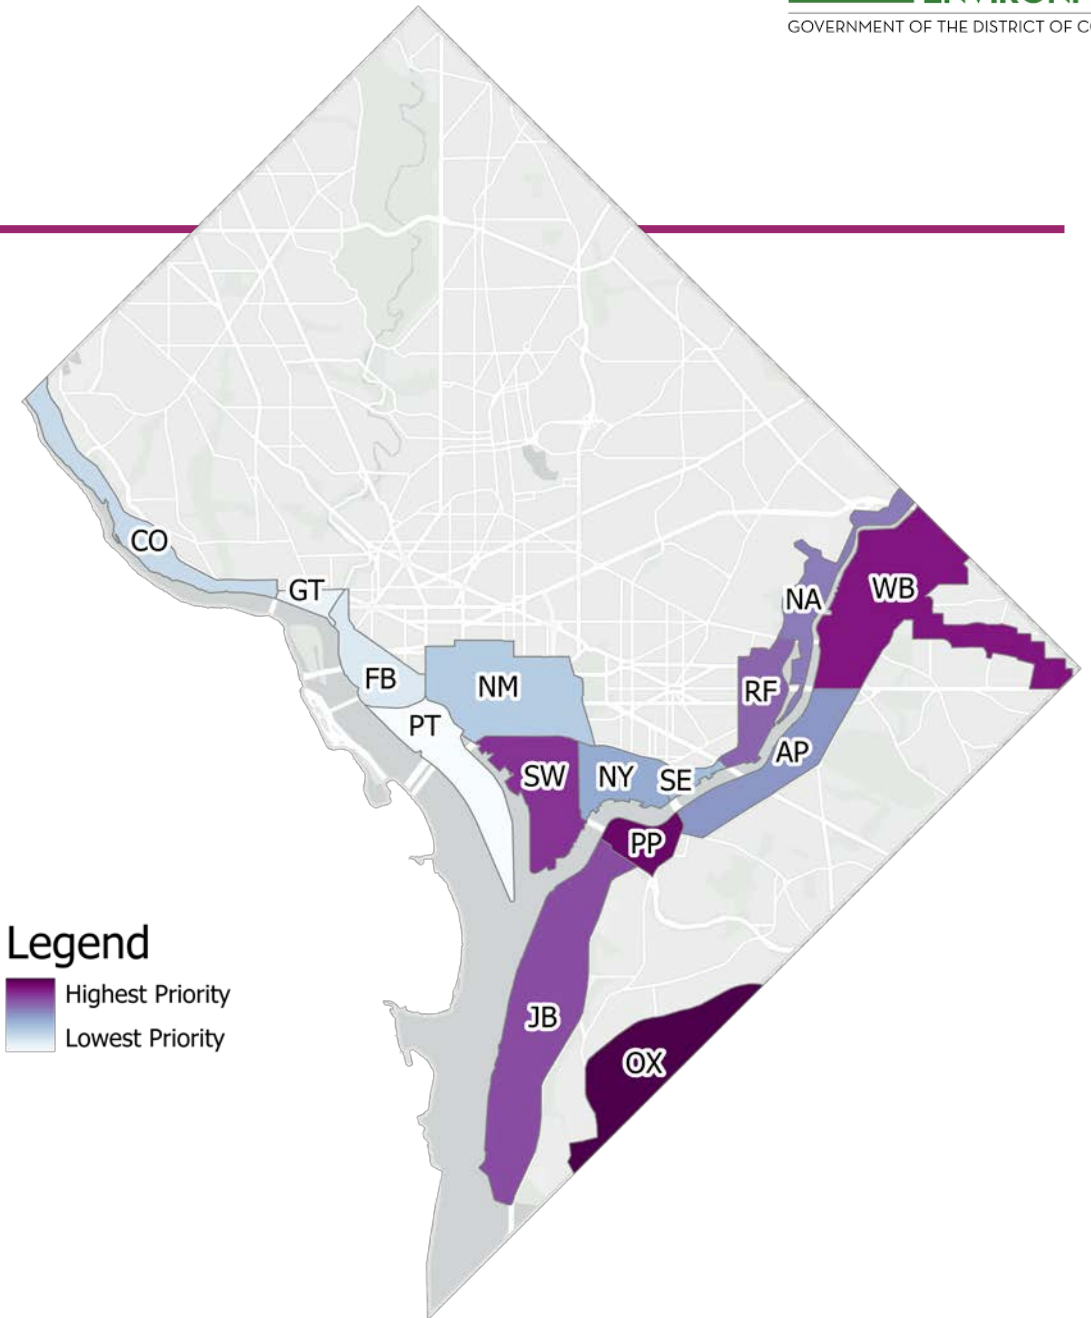 GOVERNMENT OF THE DISTRICT OF
CO
GT
NA
WB
FB
NM
RF
PT
AP
SW
NY
SE
PP
JB
OX
Legend
Highest Priority
Lowest Priority